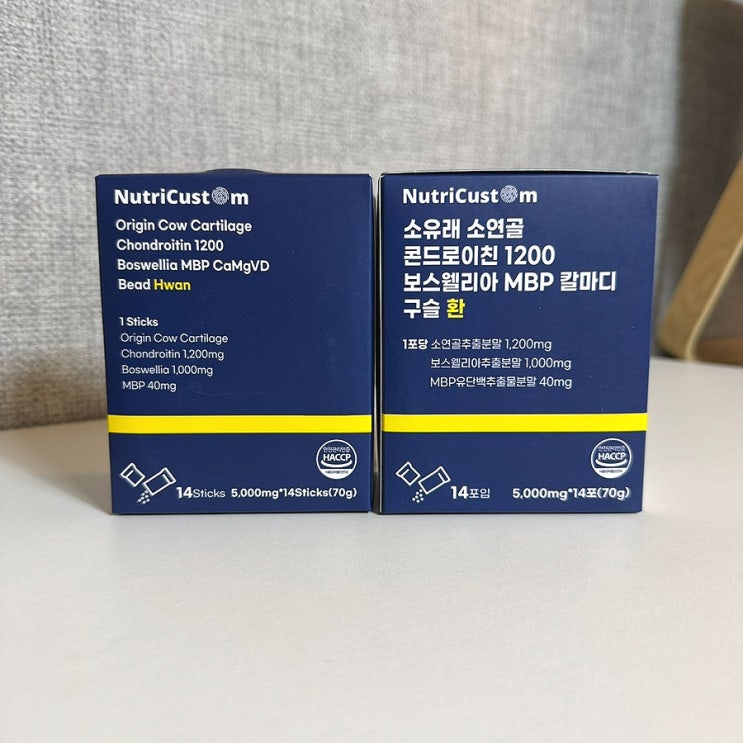 NutriCustom
Origin Cow Cartilage
Chondroitin 1200
Boswellia MBP CaMgVD
Bead Hwan
1 Sticks
Origin Cow Cartilage
Chondroitin 1,200mg
Boswellia 1,000mg
MBP 40mg
HACCP
14Sticks 5,000mg*14Sticks(70g)
NutriCustom
소유래 소연골
콘드로이친 1200
보스웰리아 MBP 칼마디
구슬 환
1포당 소연골추출분말 1,200mg
보스웰리아추출분말 1,000mg
MBP유단백추출물분말 40mg
HACCP
14포입 5,000mg*14포(70g)